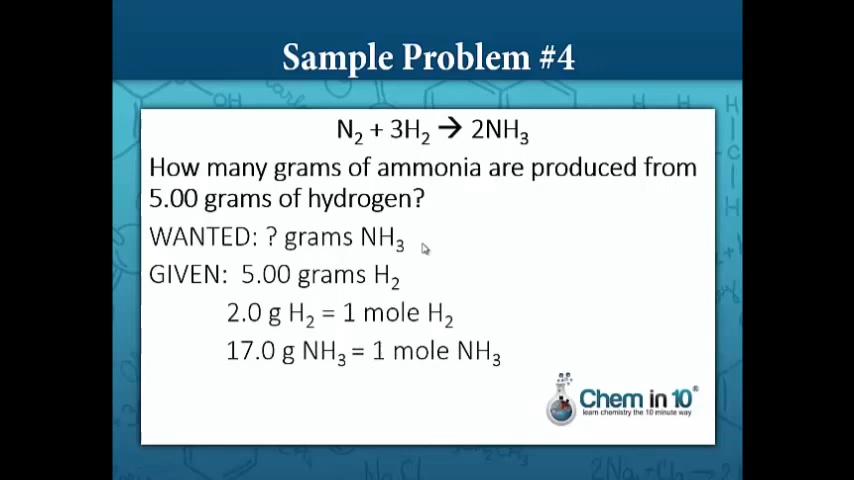 Sample Problem #4
N₂ + 3H₂ → 2NH₃
How many grams of ammonia are produced from
5.00 grams of hydrogen?
WANTED: ? grams NH₃
GIVEN: 5.00 grams H₂
2.0 g H₂ = 1 mole H₂
17.0 g NH₃ = 1 mole NH₃
Chem in 10®
learn chemistry the 10 minute way
OH
NaCl